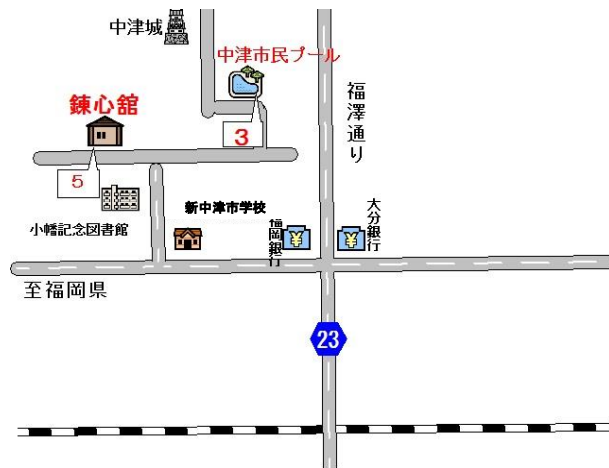 中津城
中津市民プール
福澤通り
錬心舘
3
5
小幡記念図書館
新中津市学校
福岡銀行
大分銀行
至福岡県
23